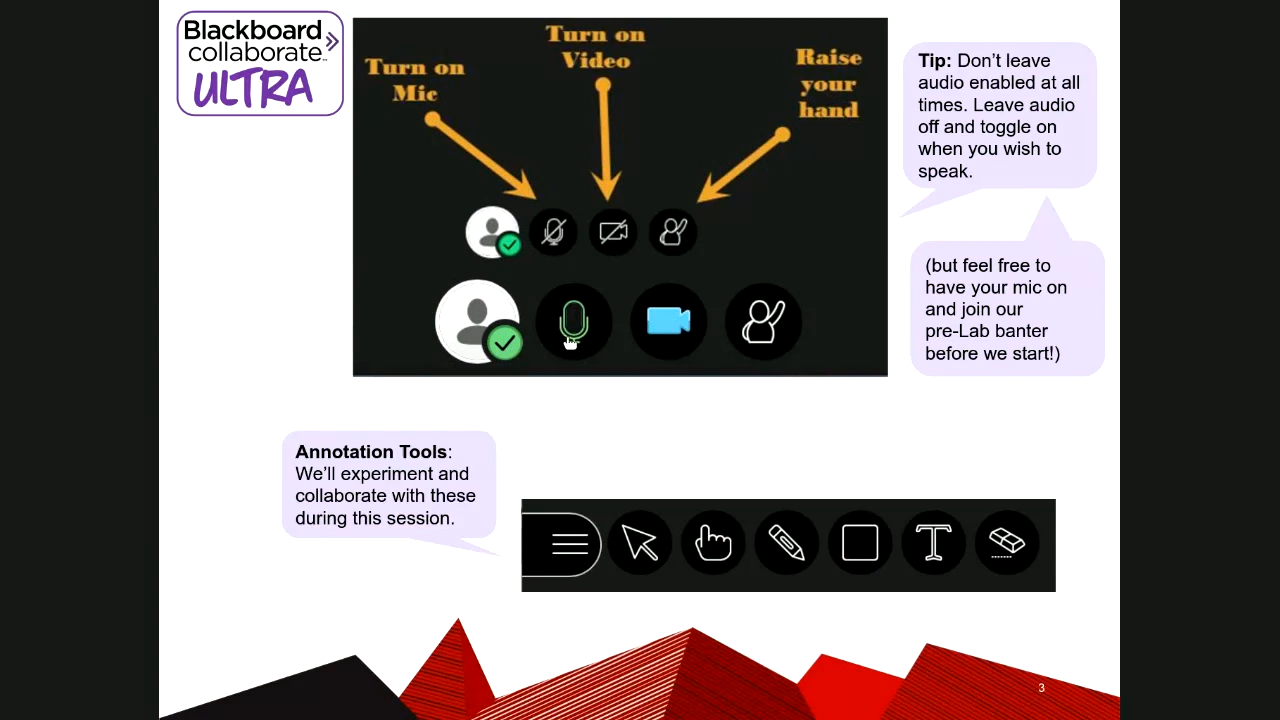 Blackboard
collaborate™
ULTRA
Turn on
Mic
Turn on
Video
Raise
your
hand
Tip: Don’t leave
audio enabled at all
times. Leave audio
off and toggle on
when you wish to
speak.
(but feel free to
have your mic on
and join our
pre-Lab banter
before we start!)
Annotation Tools:
We’ll experiment and
collaborate with these
during this session.
T
3